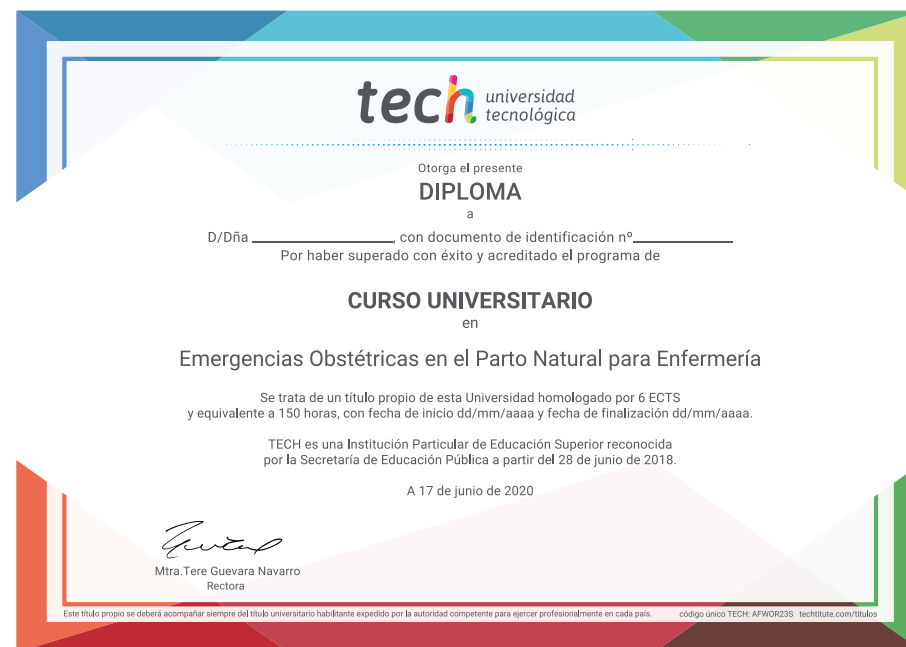 tech universidad
tecnológica
Otorga el presente
DIPLOMA
a
D/Dña ____________________, con documento de identificación nº______________
Por haber superado con éxito y acreditado el programa de
CURSO UNIVERSITARIO
en
Emergencias Obstétricas en el Parto Natural para Enfermería
Se trata de un título propio de esta Universidad homologado por 6 ECTS
y equivalente a 150 horas, con fecha de inicio dd/mm/aaaa y fecha de finalización dd/mm/aaaa.
TECH es una Institución Particular de Educación Superior reconocida
por la Secretaría de Educación Pública a partir del 28 de junio de 2018.
A 17 de junio de 2020
Mtra.Tere Guevara Navarro
Rectora
Este título propio se deberá acompañar siempre del título universitario habilitante expedido por la autoridad competente para ejercer profesionalmente en cada país. código único TECH: AFWOR23S techtitute.com/titulos